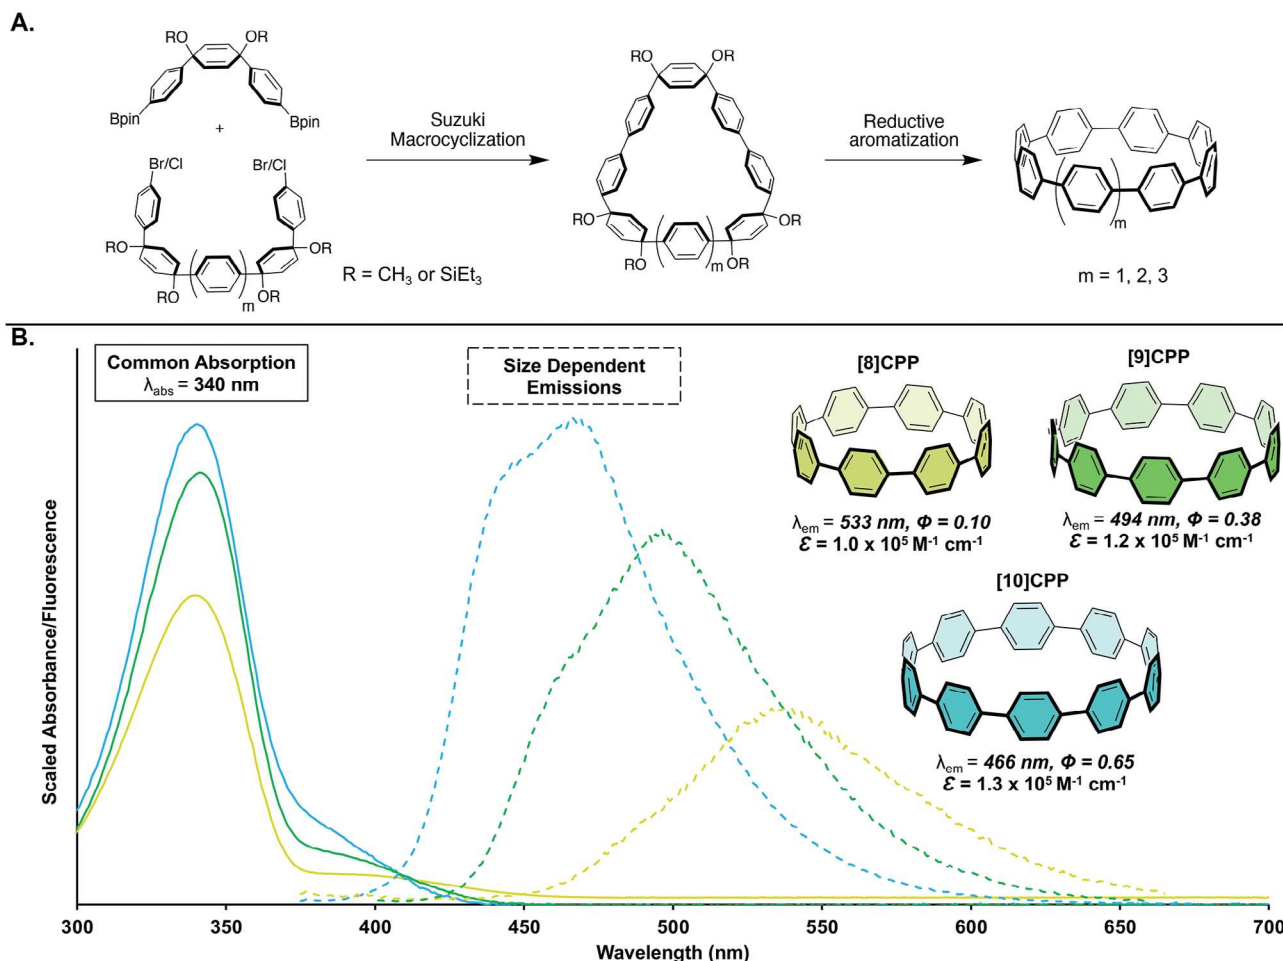 A.
RO OR
Bpin Bpin
+
Br/Cl Br/Cl
RO OR
RO OR
m
R = CH₃ or SiEt₃
Suzuki
Macrocyclization
RO OR
RO OR
RO OR
m
Reductive
aromatization
m
m = 1, 2, 3
B.
Common Absorption
λabs = 340 nm
Size Dependent
Emissions
[8]CPP
λem = 533 nm, Φ = 0.10
ℰ = 1.0 x 10⁵ M⁻¹ cm⁻¹
[9]CPP
λem = 494 nm, Φ = 0.38
ℰ = 1.2 x 10⁵ M⁻¹ cm⁻¹
[10]CPP
λem = 466 nm, Φ = 0.65
ℰ = 1.3 x 10⁵ M⁻¹ cm⁻¹
Scaled Absorbance/Fluorescence
300 350 400 450 500 550 600 650 700
Wavelength (nm)